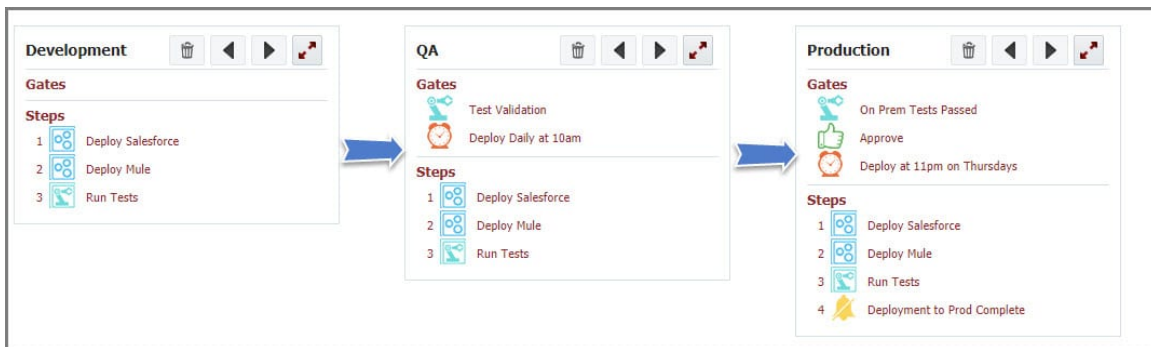 Development
Gates
Steps
1 Deploy Salesforce
2 Deploy Mule
3 Run Tests
QA
Gates
Test Validation
Deploy Daily at 10am
Steps
1 Deploy Salesforce
2 Deploy Mule
3 Run Tests
Production
Gates
On Prem Tests Passed
Approve
Deploy at 11pm on Thursdays
Steps
1 Deploy Salesforce
2 Deploy Mule
3 Run Tests
4 Deployment to Prod Complete